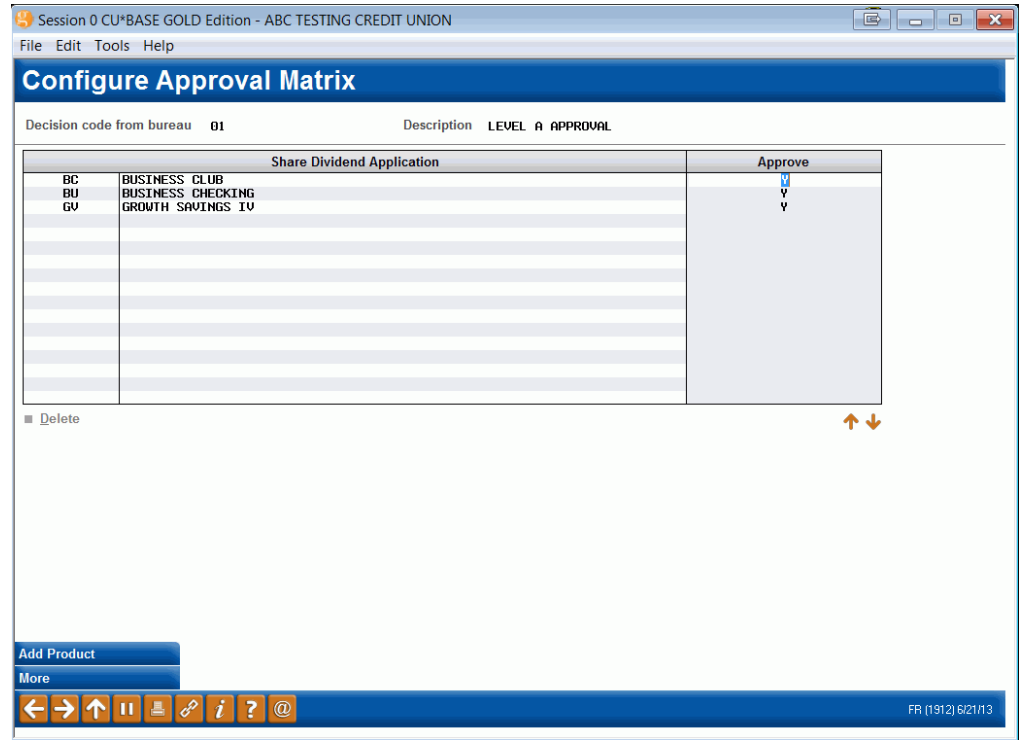 Session 0 CU*BASE GOLD Edition - ABC TESTING CREDIT UNION
File Edit Tools Help
Configure Approval Matrix
Decision code from bureau 01 Description LEVEL A APPROVAL
Share Dividend Application Approve
BC BUSINESS CLUB Y
BU BUSINESS CHECKING Y
GV GROWTH SAVINGS IV Y
Delete
Add Product
More
FR (1912) 6/21/13